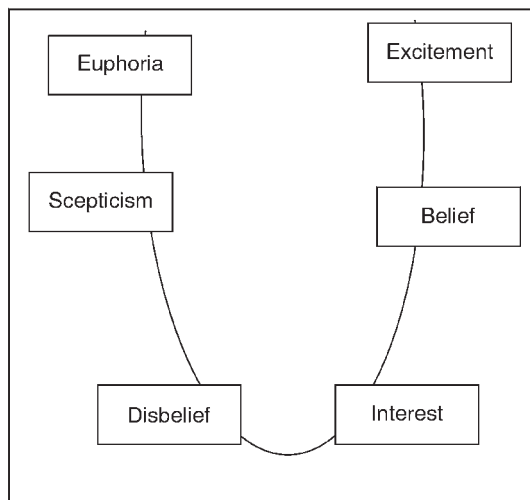 Euphoria
Excitement
Scepticism
Belief
Disbelief
Interest